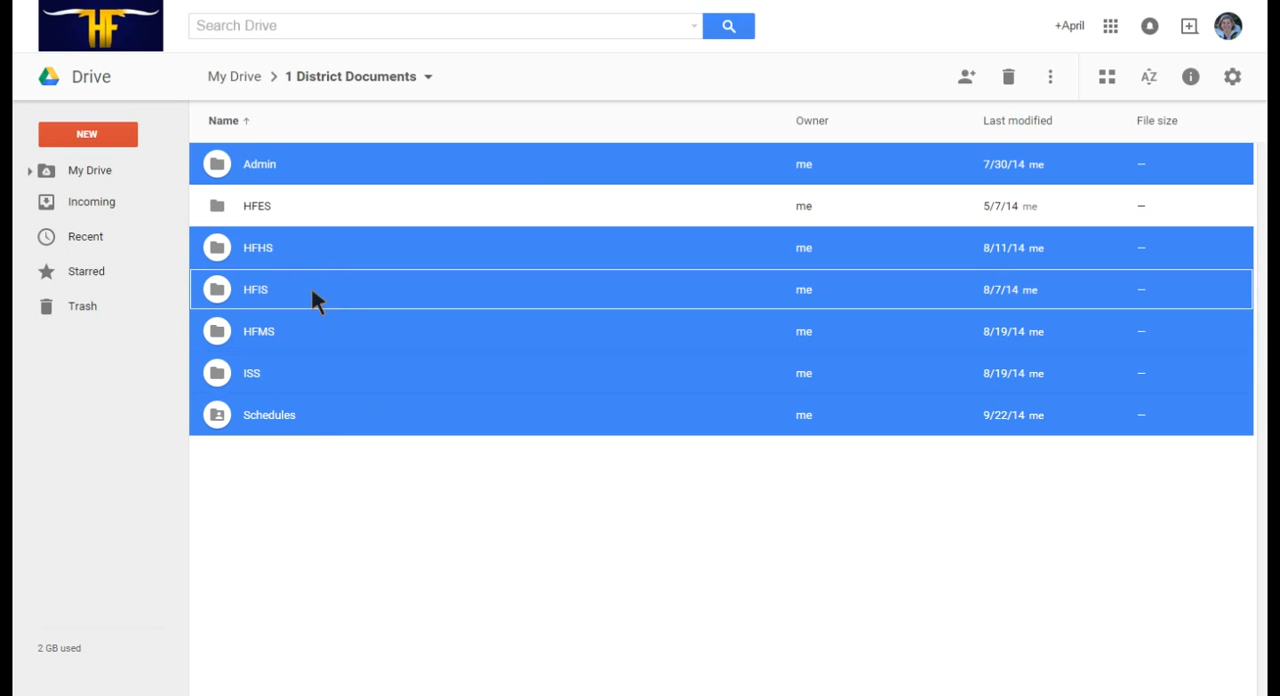 HF
Search Drive
+April
Drive
My Drive > 1 District Documents
AZ
NEW
My Drive
Incoming
Recent
Starred
Trash
2 GB used
Name ↑ Owner Last modified File size
Admin me 7/30/14 me —
HFES me 5/7/14 me —
HFHS me 8/11/14 me —
HFIS me 8/7/14 me —
HFMS me 8/19/14 me —
ISS me 8/19/14 me —
Schedules me 9/22/14 me —